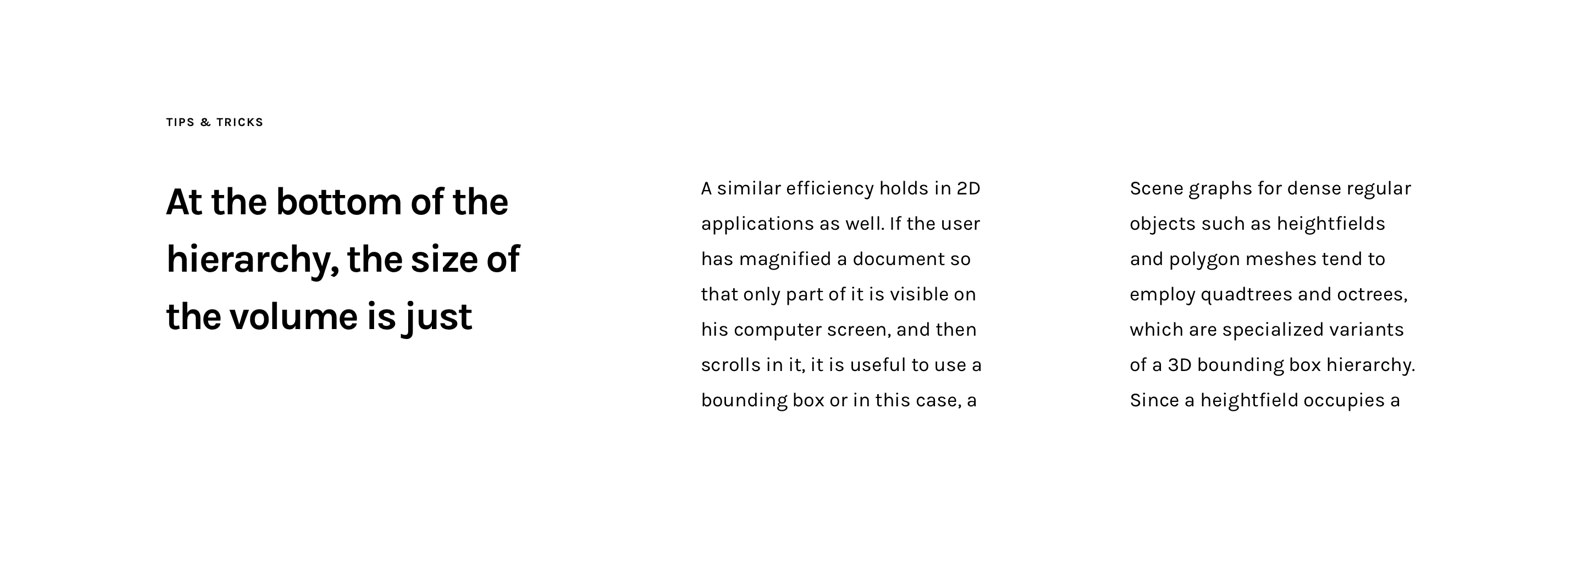 TIPS & TRICKS
At the bottom of the
hierarchy, the size of
the volume is just
A similar efficiency holds in 2D
applications as well. If the user
has magnified a document so
that only part of it is visible on
his computer screen, and then
scrolls in it, it is useful to use a
bounding box or in this case, a
Scene graphs for dense regular
objects such as heightfields
and polygon meshes tend to
employ quadtrees and octrees,
which are specialized variants
of a 3D bounding box hierarchy.
Since a heightfield occupies a